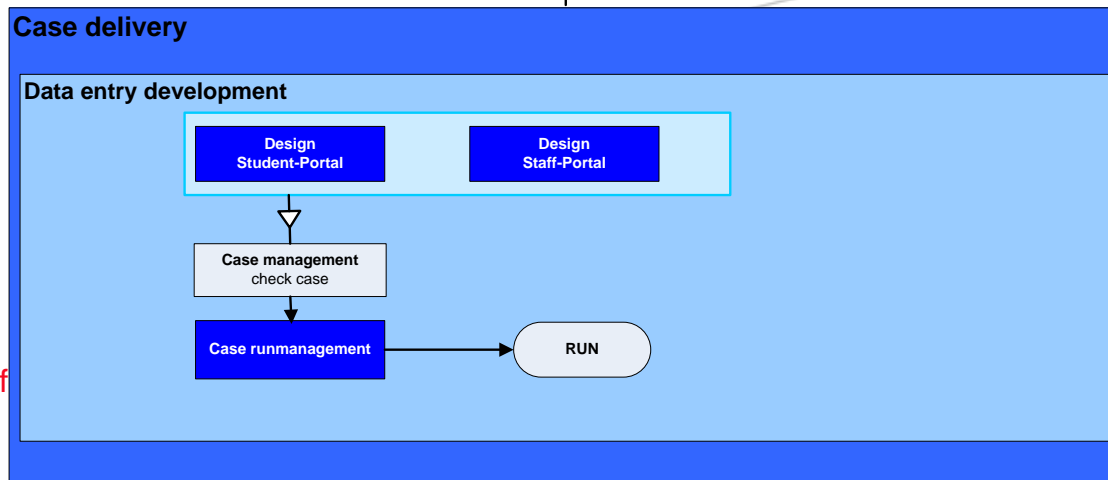 Case delivery
Data entry development
Design
Student-Portal
Design
Staff-Portal
Case management
check case
Case runmanagement
RUN
f